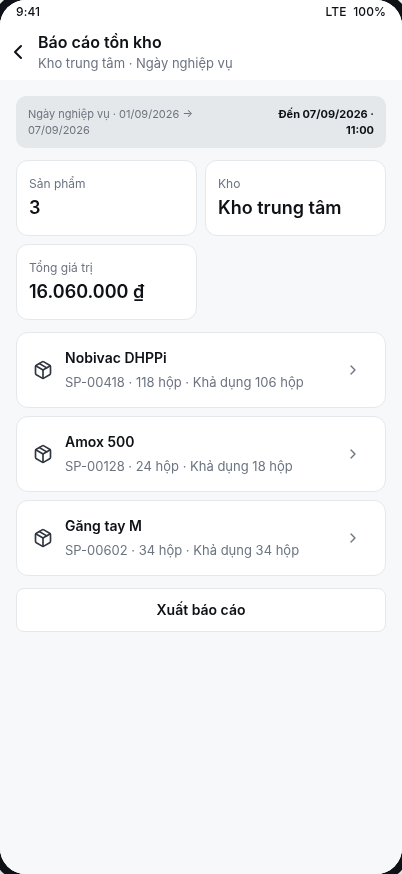 9:41
LTE 100%
Báo cáo tồn kho
Kho trung tâm · Ngày nghiệp vụ
Ngày nghiệp vụ · 01/09/2026 →
07/09/2026
Đến 07/09/2026 ·
11:00
Sản phẩm
3
Kho
Kho trung tâm
Tổng giá trị
16.060.000 ₫
Nobivac DHPPi
SP-00418 · 118 hộp · Khả dụng 106 hộp
Amox 500
SP-00128 · 24 hộp · Khả dụng 18 hộp
Găng tay M
SP-00602 · 34 hộp · Khả dụng 34 hộp
Xuất báo cáo